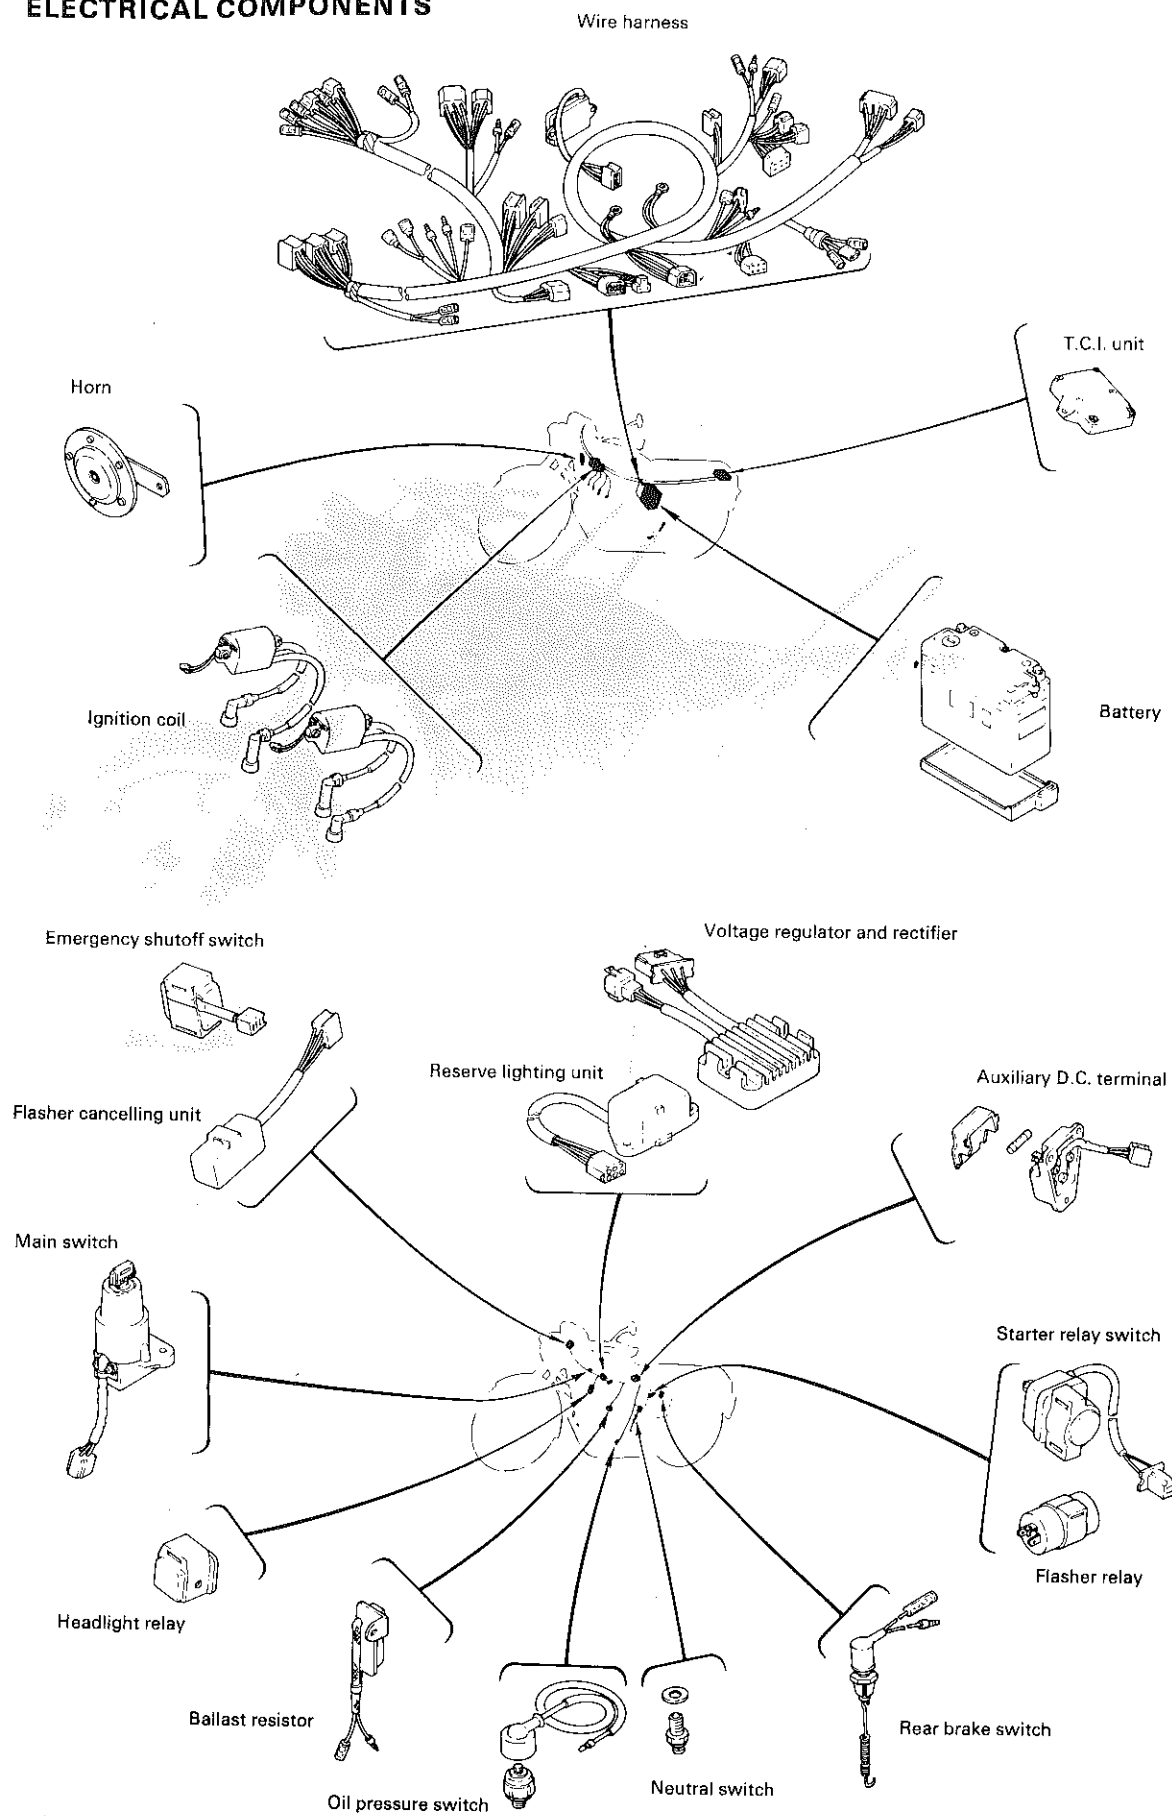 ELECTRICAL COMPONENTS
Wire harness
T.C.I. unit
Horn
Ignition coil
Battery
Emergency shutoff switch
Voltage regulator and rectifier
Reserve lighting unit
Auxiliary D.C. terminal
Flasher cancelling unit
Main switch
Starter relay switch
Flasher relay
Headlight relay
Ballast resistor
Rear brake switch
Neutral switch
Oil pressure switch